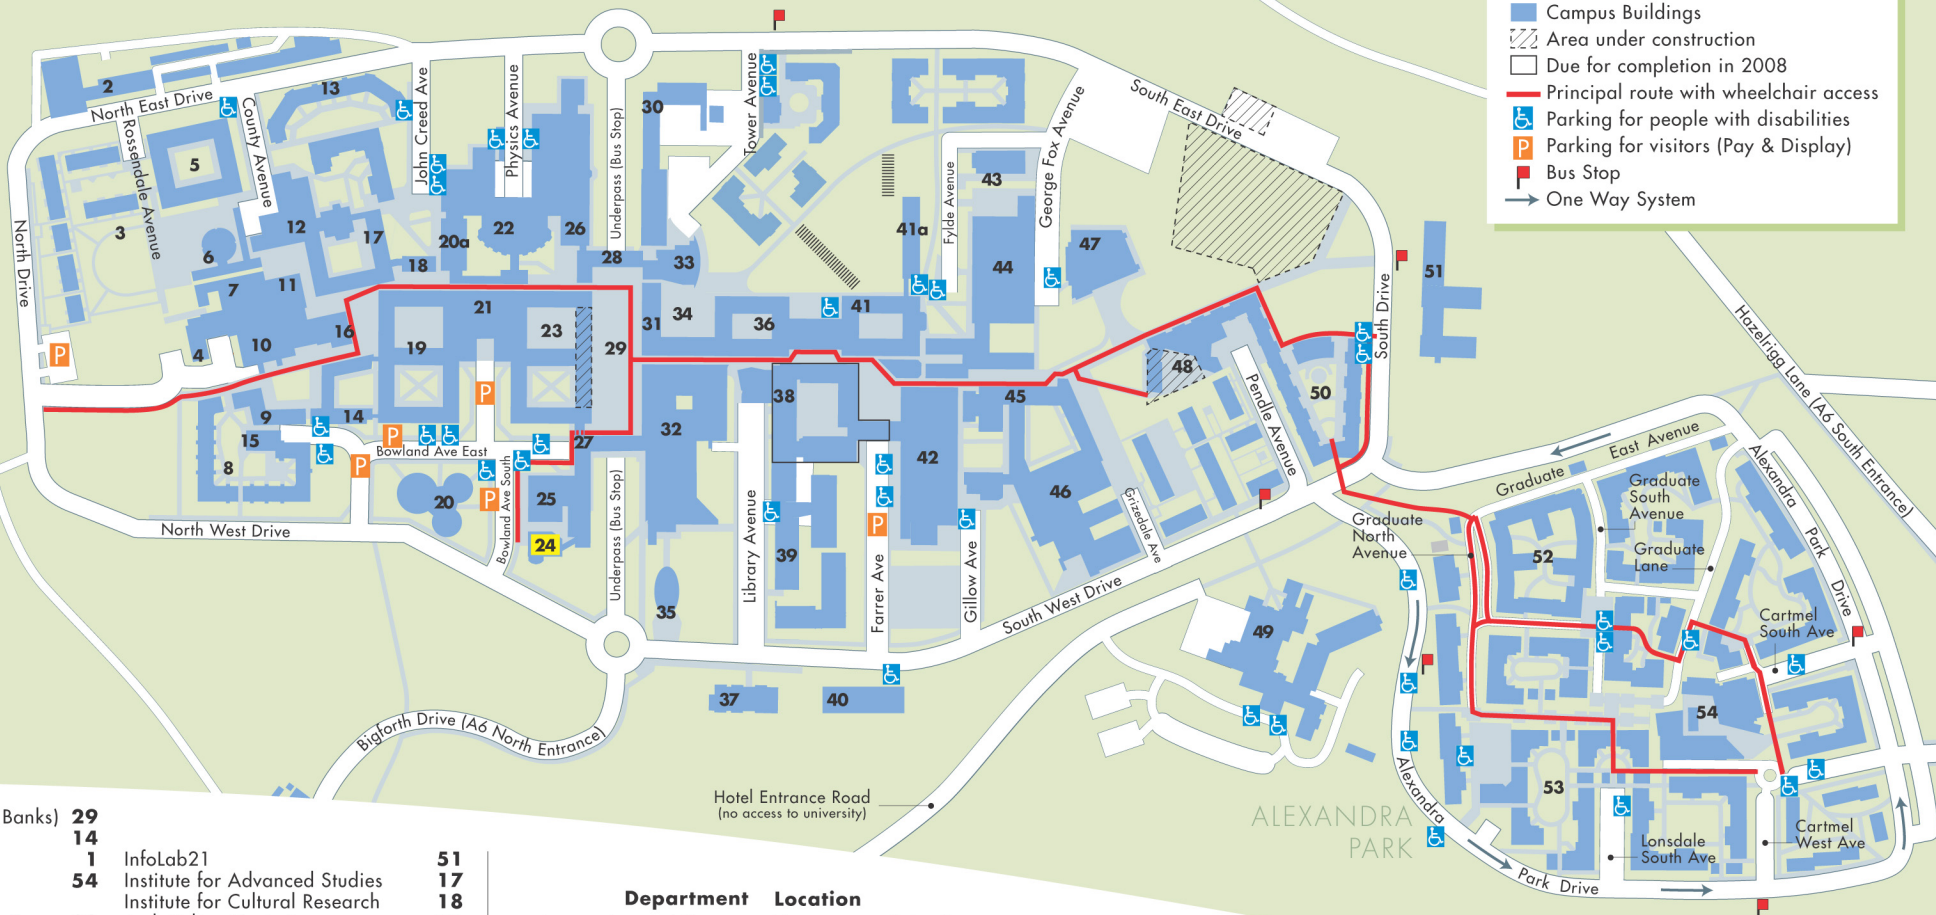 Campus Buildings
Area under construction
Due for completion in 2008
Principal route with wheelchair access
Parking for people with disabilities
P Parking for visitors (Pay & Display)
Bus Stop
One Way System
2
13
North East Drive
Rossendale Avenue
County Avenue
John Creed Ave
Physics Avenue
Underpass (Bus Stop)
30
Tower Avenue
South East Drive
George Fox Avenue
Fylde Avenue
5
3
12
17
6
7
11
18
20a
22
26
28
33
41a
43
44
47
51
North Drive
South Drive
Hazelrigg Lane (A6 South Entrance)
P
4
10
16
19
21
23
29
31
34
36
41
48
50
Pendle Avenue
P
9
14
15
8
P
P
Bowland Ave East
27
32
38
42
45
46
20
P
25
24
Bowland Ave South
North West Drive
Underpass (Bus Stop)
35
Library Avenue
39
P
Farrer Ave
Gillow Ave
Grizedale Ave
South West Drive
37
40
49
Bigforth Drive (A6 North Entrance)
Hotel Entrance Road
(no access to university)
Graduate
North
Avenue
Graduate East Avenue
Graduate
South
Avenue
Graduate
Lane
Alexandra Park Drive
52
Cartmel
South Ave
54
53
Lonsdale
South Ave
Cartmel
West Ave
Alexandra Park Drive
ALEXANDRA
PARK
Banks) 29
14
1
54
InfoLab21 51
Institute for Advanced Studies 17
Institute for Cultural Research 18
Department Location